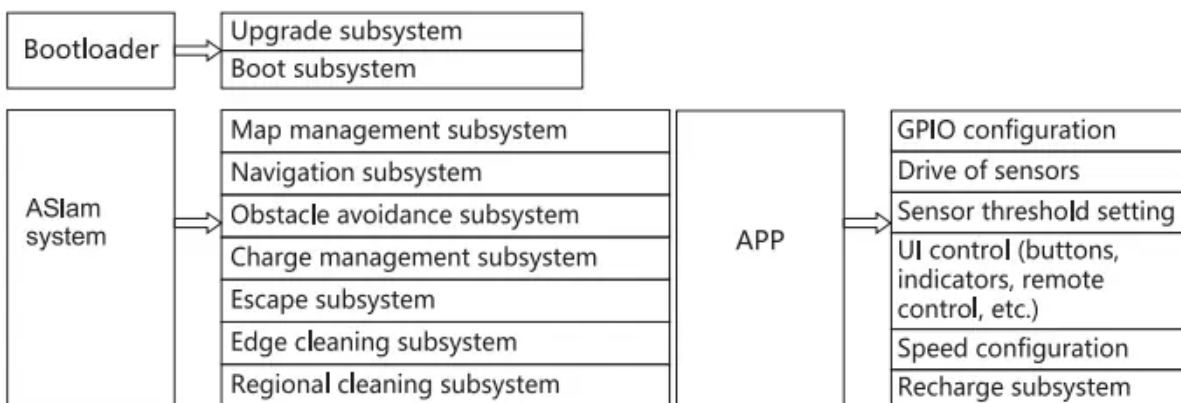 Bootloader
Upgrade subsystem
Boot subsystem
ASlam
system
Map management subsystem
Navigation subsystem
Obstacle avoidance subsystem
Charge management subsystem
Escape subsystem
Edge cleaning subsystem
Regional cleaning subsystem
APP
GPIO configuration
Drive of sensors
Sensor threshold setting
UI control (buttons,
indicators, remote
control, etc.)
Speed configuration
Recharge subsystem